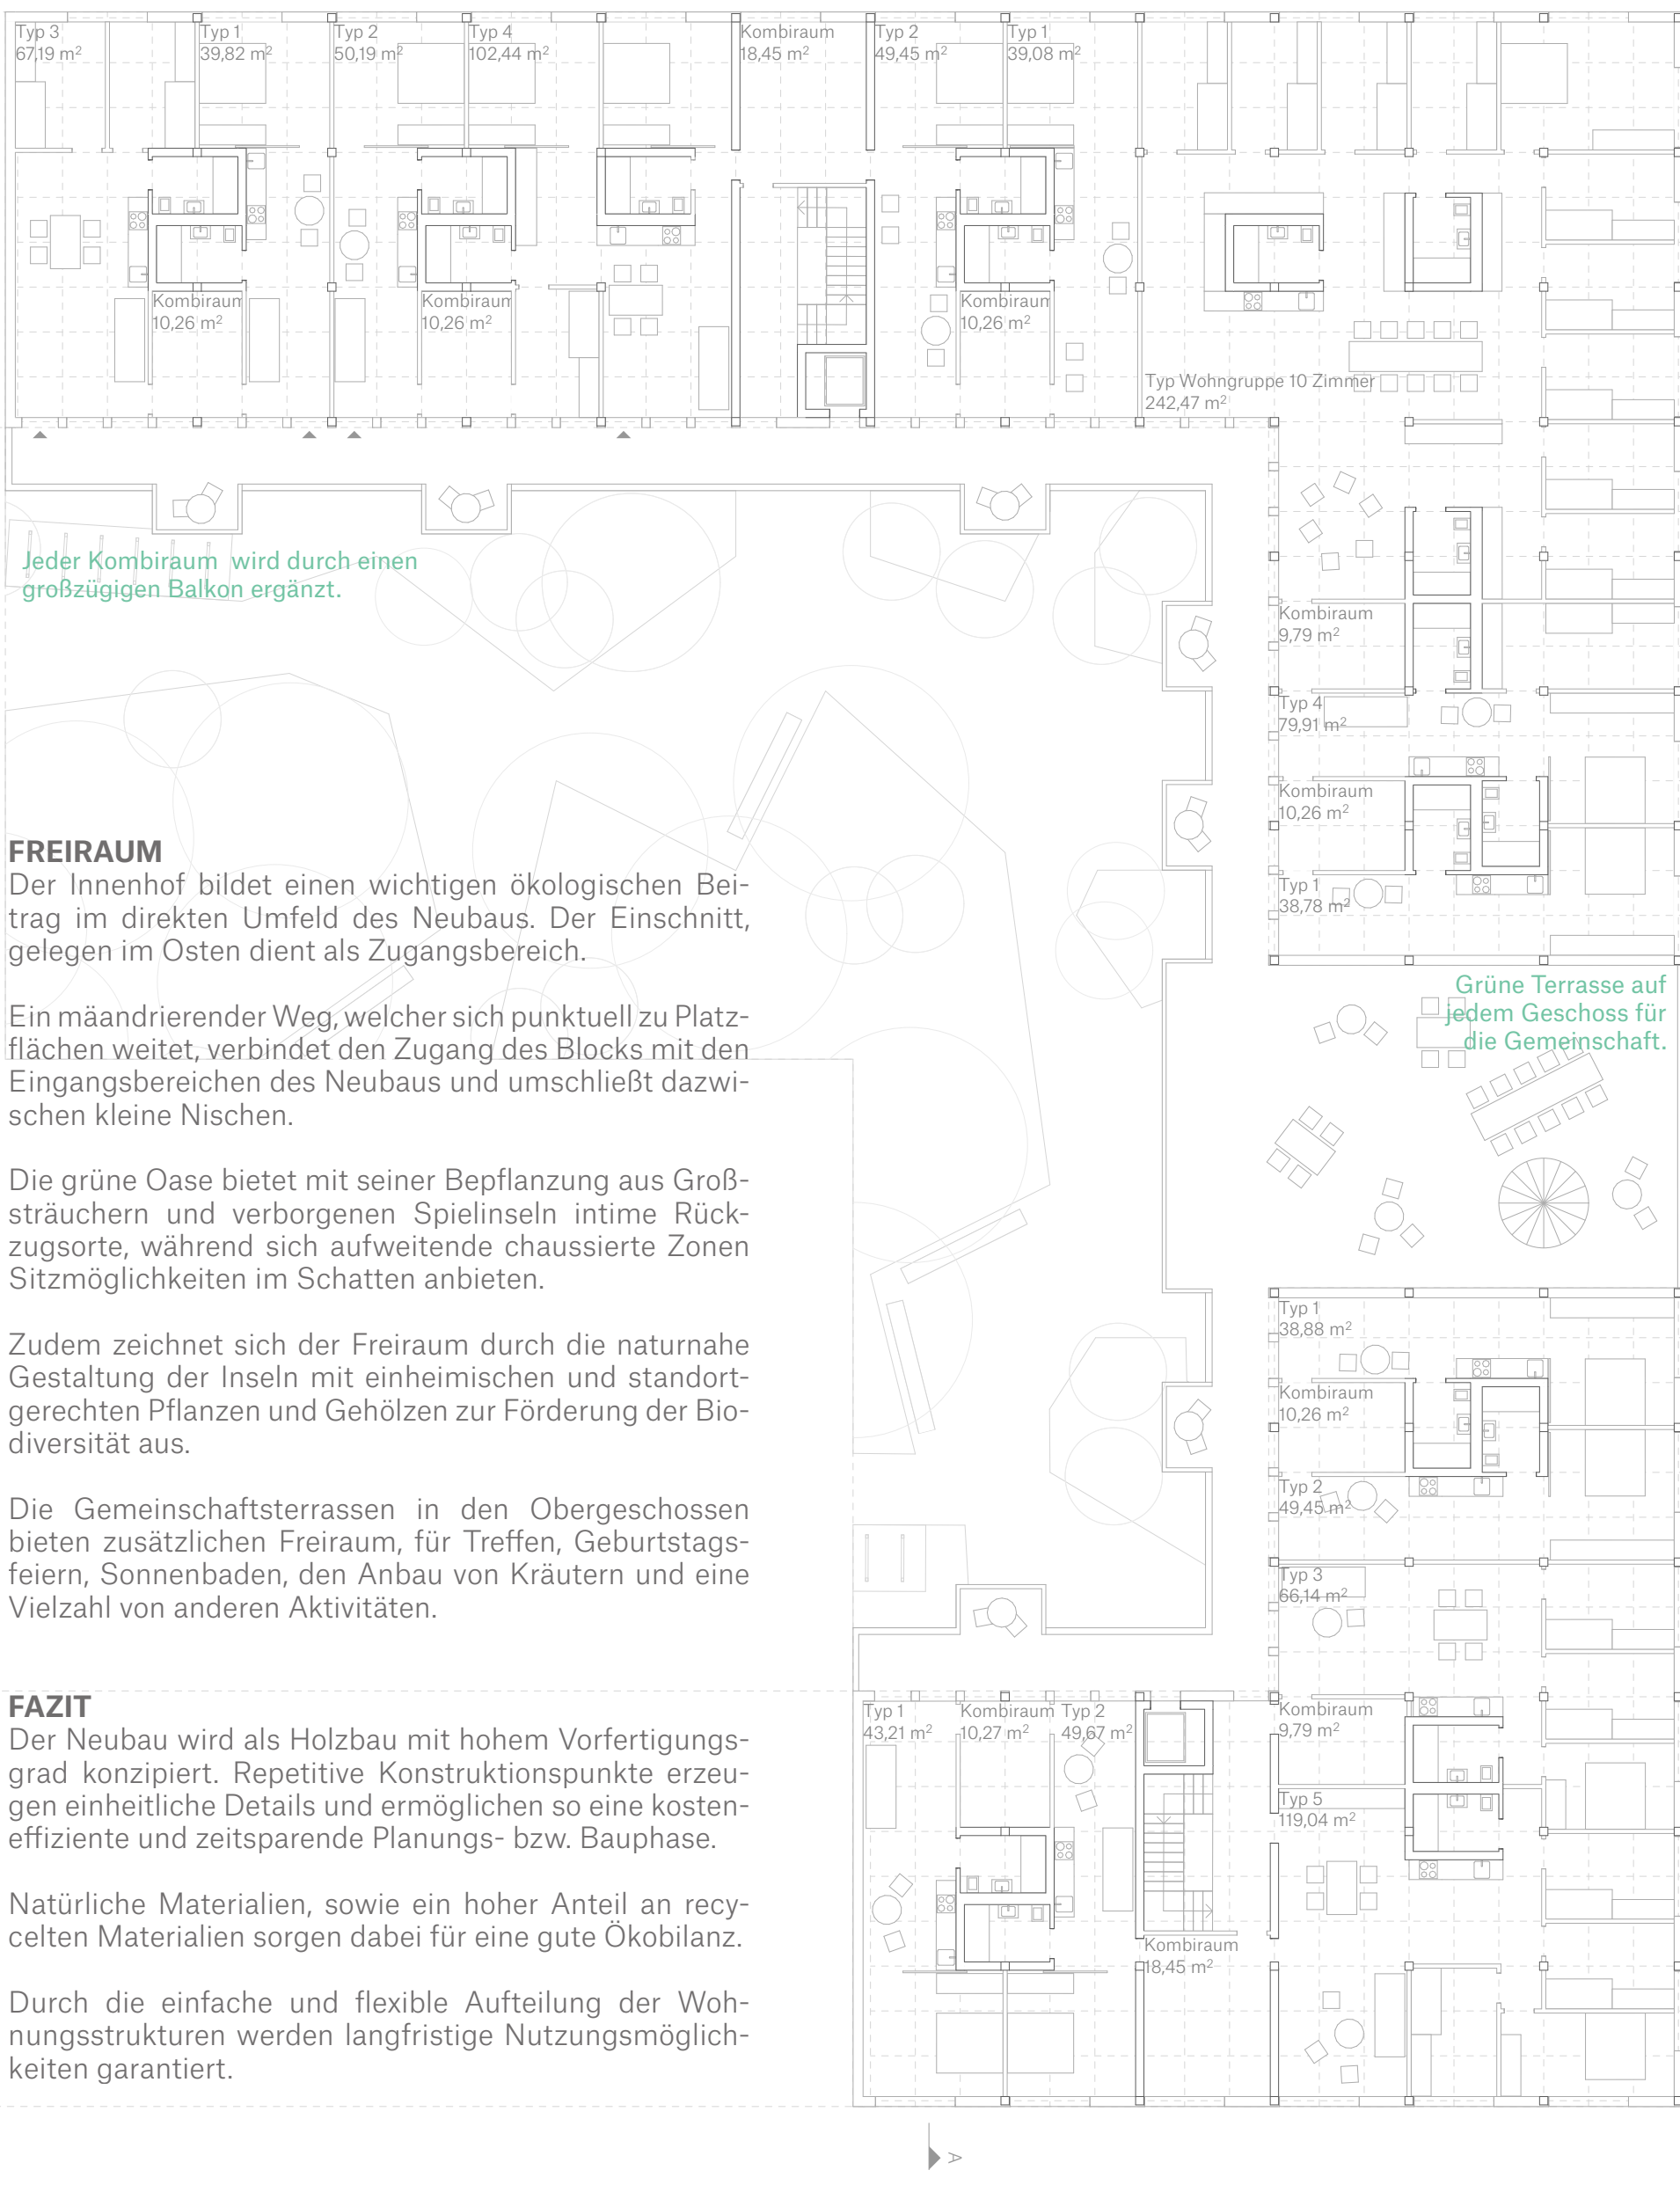 Typ 3
67,19 m²
Typ 1
39,82 m²
Typ 2
50,19 m²
Typ 4
102,44 m²
Kombiraum
18,45 m²
Typ 2
49,45 m²
Typ 1
39,08 m²
Kombiraum
10,26 m²
Kombiraum
10,26 m²
Kombiraum
10,26 m²
Typ Wohngruppe 10 Zimmer
242,47 m²
Jeder Kombiraum wird durch einen
großzügigen Balkon ergänzt.
Kombiraum
9,79 m²
Typ 4
79,91 m²
Kombiraum
10,26 m²
Typ 1
38,78 m²
Grüne Terrasse auf
jedem Geschoss für
die Gemeinschaft.
FREIRAUM
Der Innenhof bildet einen wichtigen ökologischen Bei-
trag im direkten Umfeld des Neubaus. Der Einschnitt,
gelegen im Osten dient als Zugangsbereich.
Ein mäandrierender Weg, welcher sich punktuell zu Platz-
flächen weitet, verbindet den Zugang des Blocks mit den
Eingangsbereichen des Neubaus und umschließt dazwi-
schen kleine Nischen.
Die grüne Oase bietet mit seiner Bepflanzung aus Groß-
sträuchern und verborgenen Spielinseln intime Rück-
zugsorte, während sich aufweitende chaussierte Zonen
Sitzmöglichkeiten im Schatten anbieten.
Zudem zeichnet sich der Freiraum durch die naturnahe
Gestaltung der Inseln mit einheimischen und standort-
gerechten Pflanzen und Gehölzen zur Förderung der Bio-
diversität aus.
Die Gemeinschaftsterrassen in den Obergeschossen
bieten zusätzlichen Freiraum, für Treffen, Geburtstags-
feiern, Sonnenbaden, den Anbau von Kräutern und eine
Vielzahl von anderen Aktivitäten.
FAZIT
Der Neubau wird als Holzbau mit hohem Vorfertigungs-
grad konzipiert. Repetitive Konstruktionspunkte erzeu-
gen einheitliche Details und ermöglichen so eine kosten-
effiziente und zeitsparende Planungs- bzw. Bauphase.
Natürliche Materialien, sowie ein hoher Anteil an recy-
celten Materialien sorgen dabei für eine gute Ökobilanz.
Durch die einfache und flexible Aufteilung der Woh-
nungsstrukturen werden langfristige Nutzungsmöglich-
keiten garantiert.
Typ 1
38,88 m²
Kombiraum
10,26 m²
Typ 2
49,45 m²
Typ 3
66,14 m²
Typ 1
43,21 m²
Kombiraum
10,27 m²
Typ 2
49,67 m²
Kombiraum
9,79 m²
Typ 5
119,04 m²
Kombiraum
18,45 m²
A